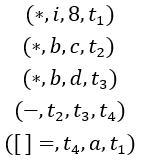 (∗, i, 8, t₁)
(∗, b, c, t₂)
(∗, b, d, t₃)
(−, t₂, t₃, t₄)
([ ] =, t₄, a, t₁)